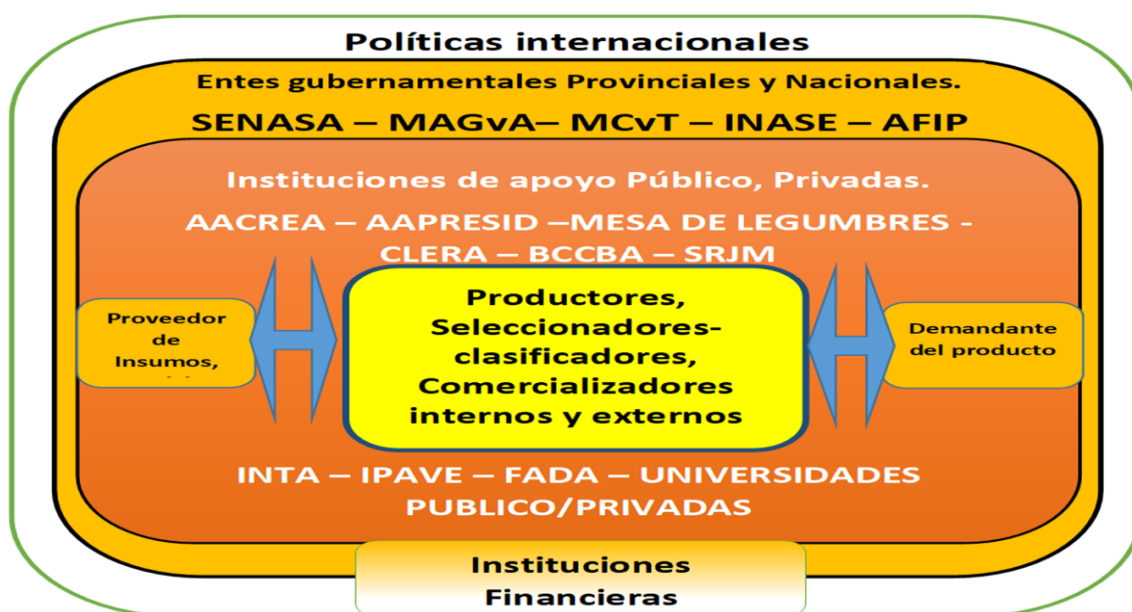 Políticas internacionales
Entes gubernamentales Provinciales y Nacionales.
SENASA – MAGyA– MCyT – INASE – AFIP
Instituciones de apoyo Público, Privadas.
AACREA – AAPRESID –MESA DE LEGUMBRES -
CLERA – BCCBA – SRJM
Proveedor
de
Insumos,
Productores,
Seleccionadores-
clasificadores,
Comercializadores
internos y externos
Demandante
del producto
INTA – IPAVE – FADA – UNIVERSIDADES
PUBLICO/PRIVADAS
Instituciones
Financieras